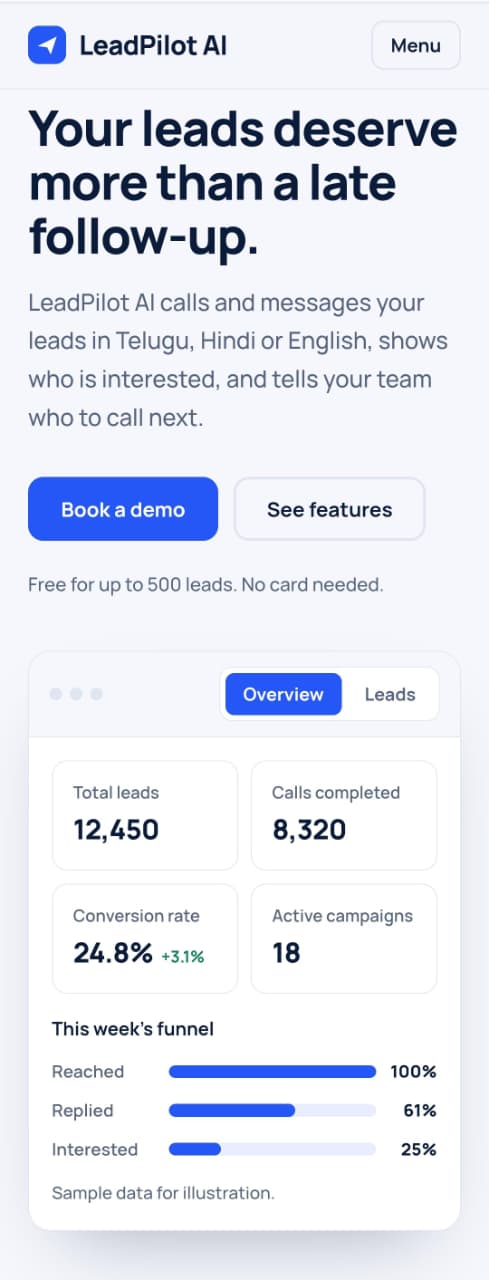 LeadPilot AI
Menu
Your leads deserve
more than a late
follow-up.
LeadPilot AI calls and messages your
leads in Telugu, Hindi or English, shows
who is interested, and tells your team
who to call next.
Book a demo
See features
Free for up to 500 leads. No card needed.
Overview
Leads
Total leads
12,450
Calls completed
8,320
Conversion rate
24.8% +3.1%
Active campaigns
18
This week's funnel
Reached 100%
Replied 61%
Interested 25%
Sample data for illustration.